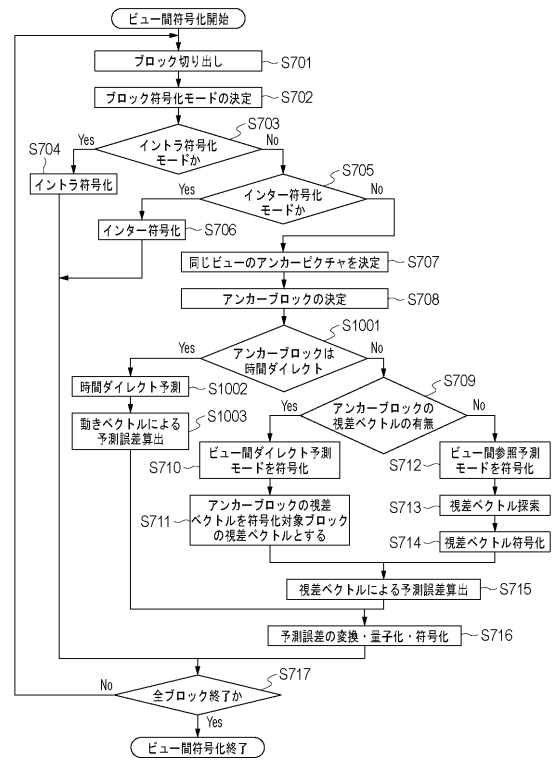 ビュー間符号化開始
ブロック切り出し
S701
ブロック符号化モードの決定
S702
イントラ符号化
モードか
S703
Yes
No
S704
イントラ符号化
インター符号化
モードか
S705
Yes
No
インター符号化
S706
同じビューのアンカーピクチャを決定
S707
アンカーブロックの決定
S708
アンカーブロックは
時間ダイレクト
S1001
Yes
No
時間ダイレクト予測
S1002
動きベクトルによる
予測誤差算出
S1003
アンカーブロックの
視差ベクトルの有無
S709
Yes
No
S710
ビュー間ダイレクト予測
モードを符号化
S711
アンカーブロックの視差
ベクトルを符号化対象ブロック
の視差ベクトルとする
S712
ビュー間参照予測
モードを符号化
S713
視差ベクトル探索
S714
視差ベクトル符号化
視差ベクトルによる予測誤差算出
S715
予測誤差の変換・量子化・符号化
S716
全ブロック終了か
S717
No
Yes
ビュー間符号化終了